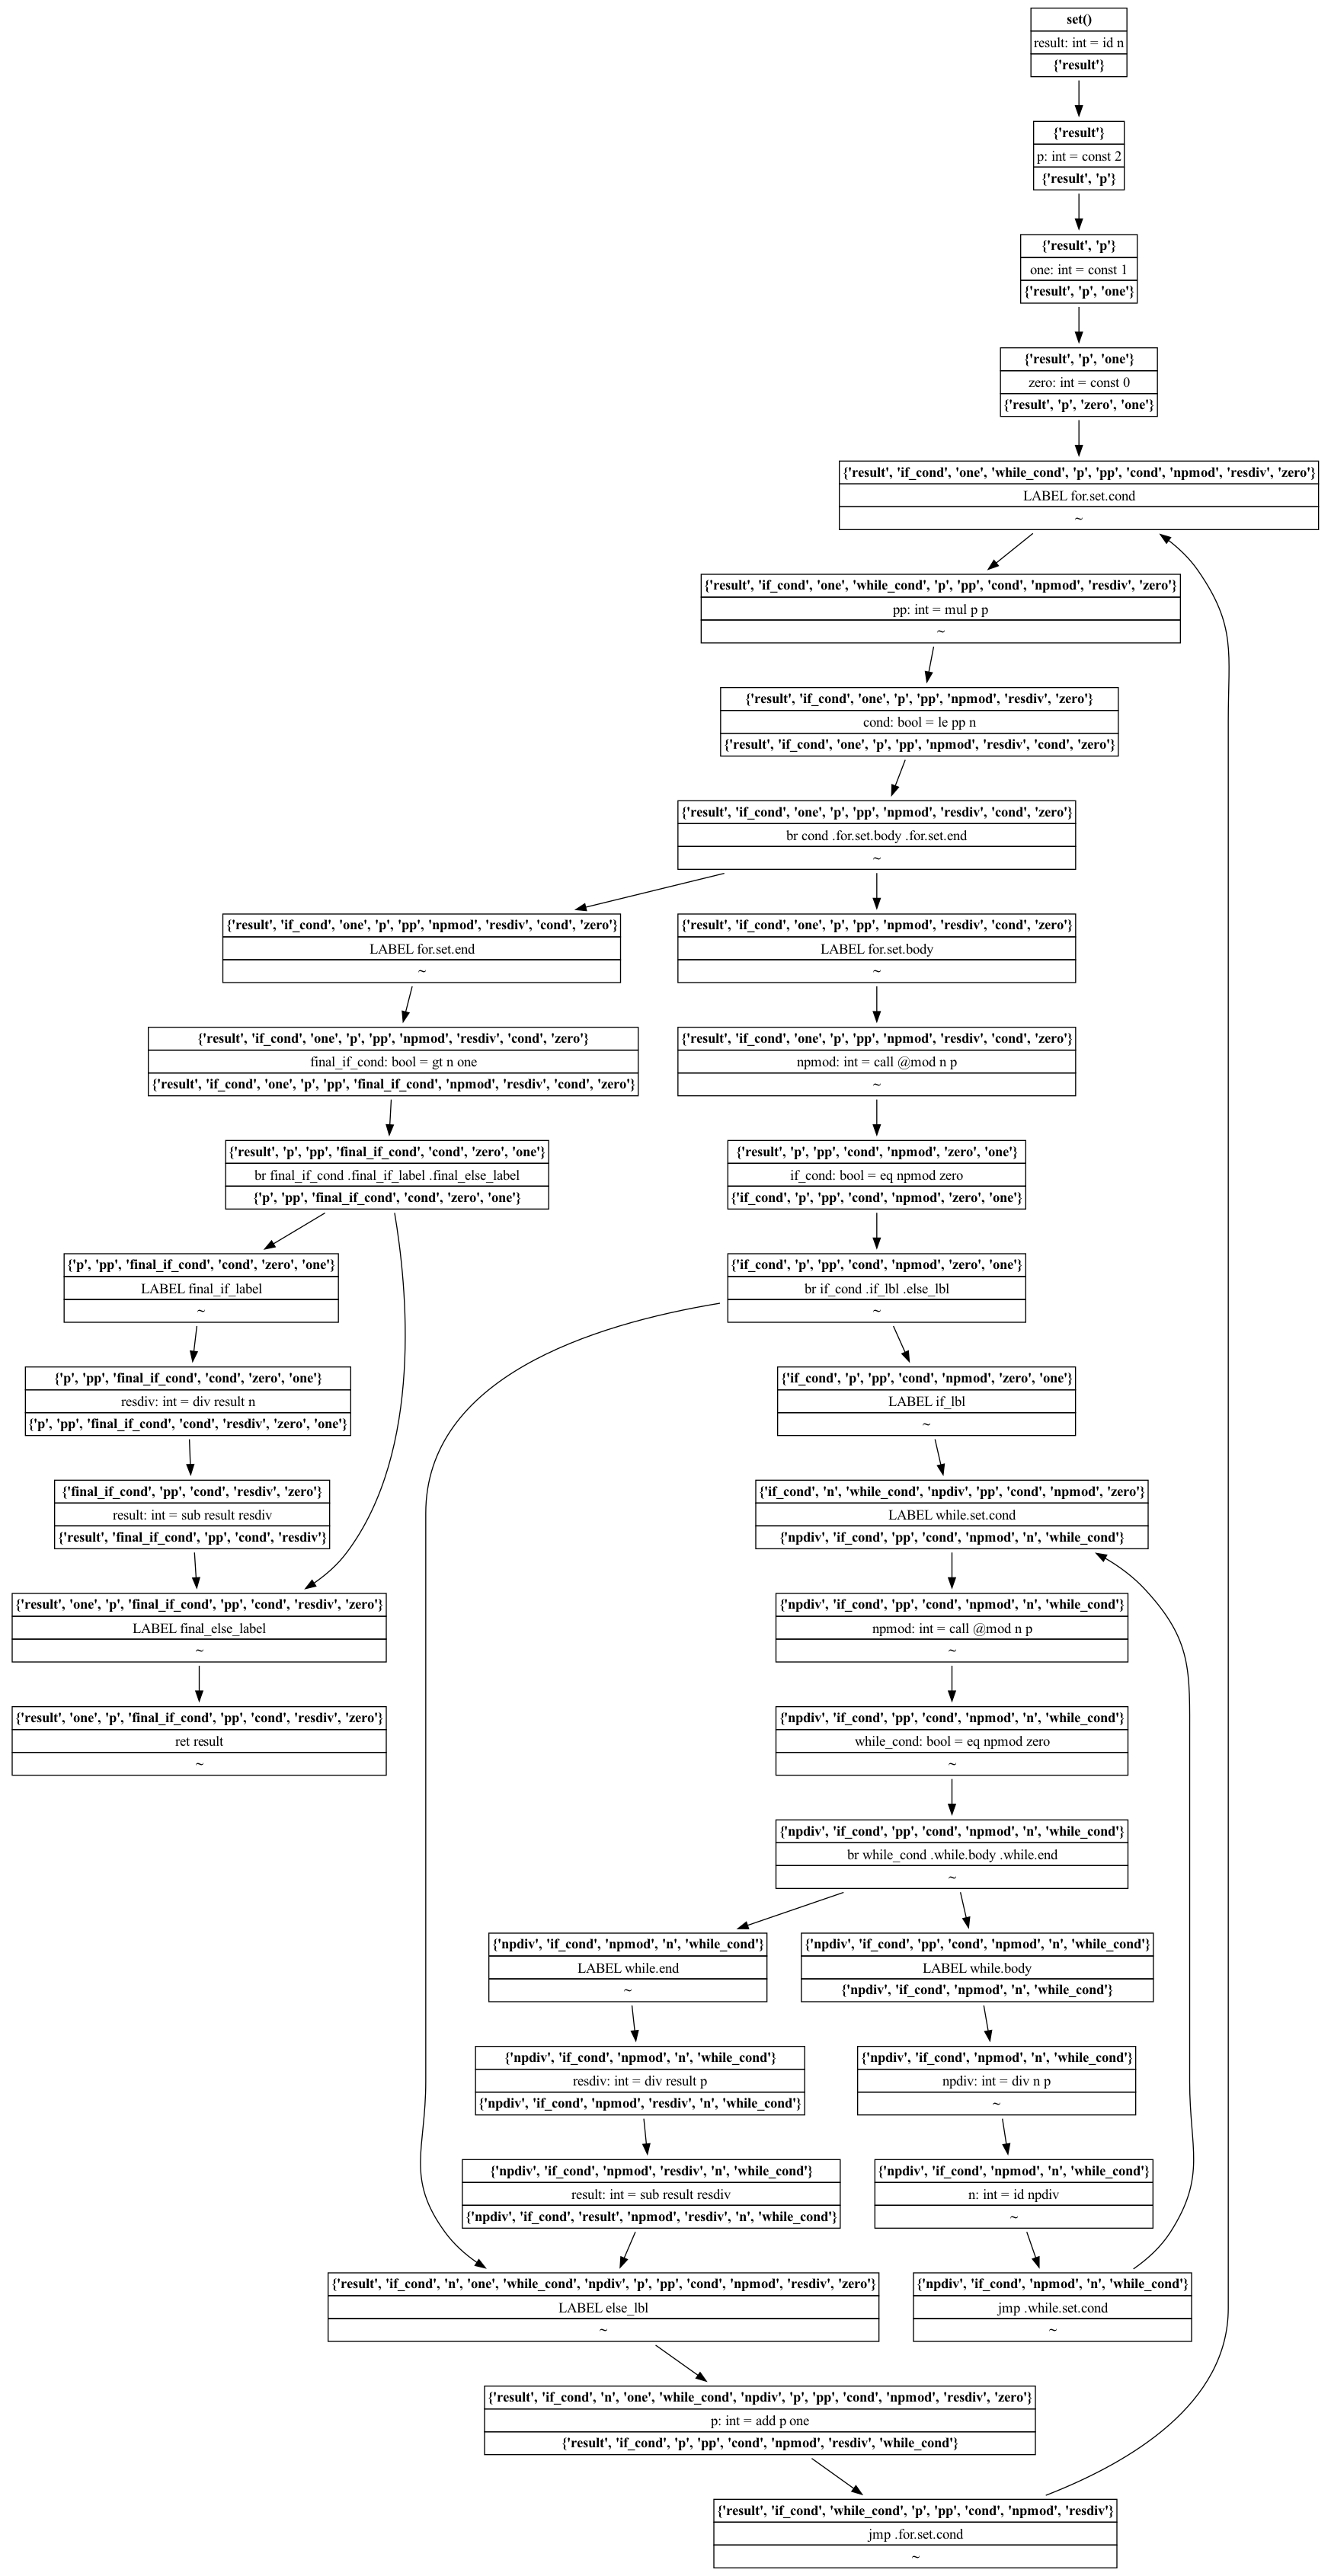 set()
result: int = id n
{'result'}
{'result'}
p: int = const 2
{'result', 'p'}
{'result', 'p'}
one: int = const 1
{'result', 'p', 'one'}
{'result', 'p', 'one'}
zero: int = const 0
{'result', 'p', 'zero', 'one'}
{'result', 'if_cond', 'one', 'while_cond', 'p', 'pp', 'cond', 'npmod', 'resdiv', 'zero'}
LABEL for.set.cond
~
{'result', 'if_cond', 'one', 'while_cond', 'p', 'pp', 'cond', 'npmod', 'resdiv', 'zero'}
pp: int = mul p p
~
{'result', 'if_cond', 'one', 'p', 'pp', 'npmod', 'resdiv', 'zero'}
cond: bool = le pp n
{'result', 'if_cond', 'one', 'p', 'pp', 'npmod', 'resdiv', 'cond', 'zero'}
{'result', 'if_cond', 'one', 'p', 'pp', 'npmod', 'resdiv', 'cond', 'zero'}
br cond .for.set.body .for.set.end
~
{'result', 'if_cond', 'one', 'p', 'pp', 'npmod', 'resdiv', 'cond', 'zero'}
LABEL for.set.end
~
{'result', 'if_cond', 'one', 'p', 'pp', 'npmod', 'resdiv', 'cond', 'zero'}
LABEL for.set.body
~
{'result', 'if_cond', 'one', 'p', 'pp', 'npmod', 'resdiv', 'cond', 'zero'}
final_if_cond: bool = gt n one
{'result', 'if_cond', 'one', 'p', 'pp', 'final_if_cond', 'npmod', 'resdiv', 'cond', 'zero'}
{'result', 'if_cond', 'one', 'p', 'pp', 'npmod', 'resdiv', 'cond', 'zero'}
npmod: int = call @mod n p
~
{'result', 'p', 'pp', 'final_if_cond', 'cond', 'zero', 'one'}
br final_if_cond .final_if_label .final_else_label
{'p', 'pp', 'final_if_cond', 'cond', 'zero', 'one'}
{'result', 'p', 'pp', 'cond', 'npmod', 'zero', 'one'}
if_cond: bool = eq npmod zero
{'if_cond', 'p', 'pp', 'cond', 'npmod', 'zero', 'one'}
{'p', 'pp', 'final_if_cond', 'cond', 'zero', 'one'}
LABEL final_if_label
~
{'if_cond', 'p', 'pp', 'cond', 'npmod', 'zero', 'one'}
br if_cond .if_lbl .else_lbl
~
{'p', 'pp', 'final_if_cond', 'cond', 'zero', 'one'}
resdiv: int = div result n
{'p', 'pp', 'final_if_cond', 'cond', 'resdiv', 'zero', 'one'}
{'if_cond', 'p', 'pp', 'cond', 'npmod', 'zero', 'one'}
LABEL if_lbl
~
{'final_if_cond', 'pp', 'cond', 'resdiv', 'zero'}
result: int = sub result resdiv
{'result', 'final_if_cond', 'pp', 'cond', 'resdiv'}
{'if_cond', 'n', 'while_cond', 'npdiv', 'pp', 'cond', 'npmod', 'zero'}
LABEL while.set.cond
{'npdiv', 'if_cond', 'pp', 'cond', 'npmod', 'n', 'while_cond'}
{'result', 'one', 'p', 'final_if_cond', 'pp', 'cond', 'resdiv', 'zero'}
LABEL final_else_label
~
{'npdiv', 'if_cond', 'pp', 'cond', 'npmod', 'n', 'while_cond'}
npmod: int = call @mod n p
~
{'result', 'one', 'p', 'final_if_cond', 'pp', 'cond', 'resdiv', 'zero'}
ret result
~
{'npdiv', 'if_cond', 'pp', 'cond', 'npmod', 'n', 'while_cond'}
while_cond: bool = eq npmod zero
~
{'npdiv', 'if_cond', 'pp', 'cond', 'npmod', 'n', 'while_cond'}
br while_cond .while.body .while.end
~
{'npdiv', 'if_cond', 'npmod', 'n', 'while_cond'}
LABEL while.end
~
{'npdiv', 'if_cond', 'pp', 'cond', 'npmod', 'n', 'while_cond'}
LABEL while.body
{'npdiv', 'if_cond', 'npmod', 'n', 'while_cond'}
{'npdiv', 'if_cond', 'npmod', 'n', 'while_cond'}
resdiv: int = div result p
{'npdiv', 'if_cond', 'npmod', 'resdiv', 'n', 'while_cond'}
{'npdiv', 'if_cond', 'npmod', 'n', 'while_cond'}
npdiv: int = div n p
~
{'npdiv', 'if_cond', 'npmod', 'resdiv', 'n', 'while_cond'}
result: int = sub result resdiv
{'npdiv', 'if_cond', 'result', 'npmod', 'resdiv', 'n', 'while_cond'}
{'npdiv', 'if_cond', 'npmod', 'n', 'while_cond'}
n: int = id npdiv
~
{'result', 'if_cond', 'n', 'one', 'while_cond', 'npdiv', 'p', 'pp', 'cond', 'npmod', 'resdiv', 'zero'}
LABEL else_lbl
~
{'npdiv', 'if_cond', 'npmod', 'n', 'while_cond'}
jmp .while.set.cond
~
{'result', 'if_cond', 'n', 'one', 'while_cond', 'npdiv', 'p', 'pp', 'cond', 'npmod', 'resdiv', 'zero'}
p: int = add p one
{'result', 'if_cond', 'p', 'pp', 'cond', 'npmod', 'resdiv', 'while_cond'}
{'result', 'if_cond', 'while_cond', 'p', 'pp', 'cond', 'npmod', 'resdiv'}
jmp .for.set.cond
~